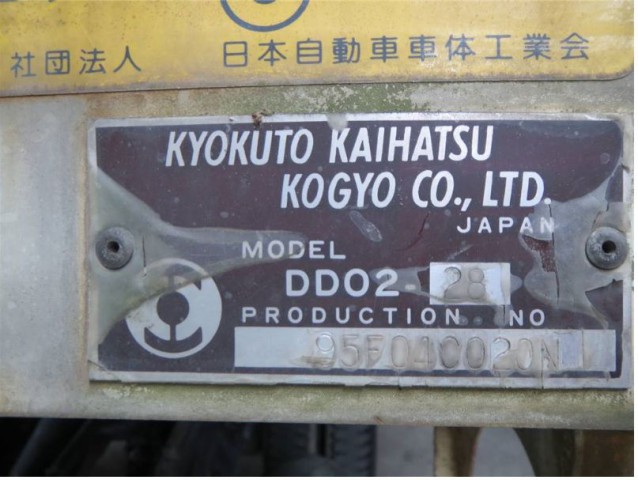 社団法人 日本自動車車体工業会
KYOKUTO KAIHATSU
KOGYO CO., LTD.
JAPAN
MODEL
DD02-28
PRODUCTION NO